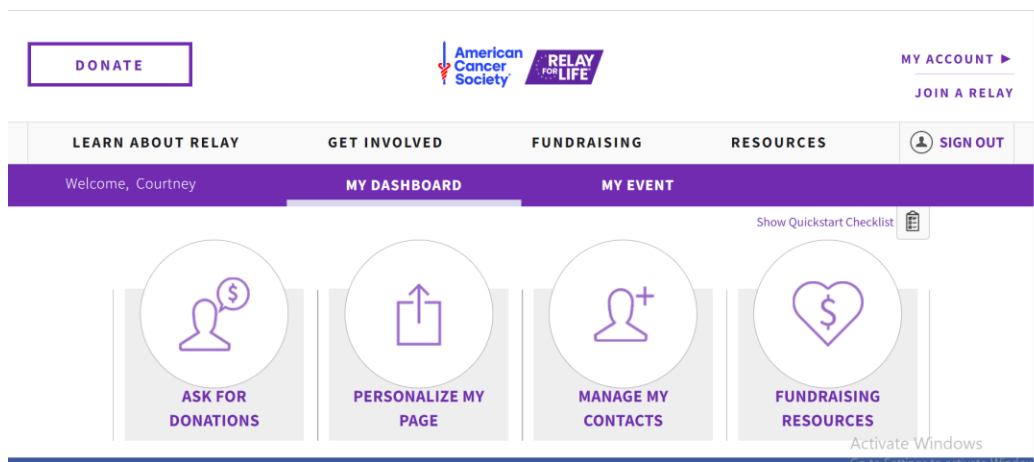 DONATE
American
Cancer
Society
RELAY
FOR LIFE
MY ACCOUNT ▶
JOIN A RELAY
LEARN ABOUT RELAY GET INVOLVED FUNDRAISING RESOURCES SIGN OUT
Welcome, Courtney MY DASHBOARD MY EVENT
Show Quickstart Checklist
ASK FOR
DONATIONS
PERSONALIZE MY
PAGE
MANAGE MY
CONTACTS
FUNDRAISING
RESOURCES
Activate Windows